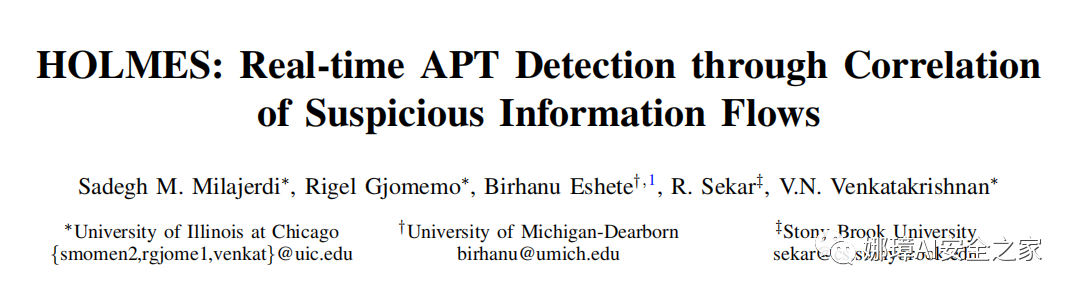 HOLMES: Real-time APT Detection through Correlation
of Suspicious Information Flows
Sadegh M. Milajerdi*, Rigel Gjomemo*, Birhanu Eshete†,1, R. Sekar‡, V.N. Venkatakrishnan*
*University of Illinois at Chicago †University of Michigan-Dearborn ‡Stony Brook University
{smomen2,rgjome1,venkat}@uic.edu birhanu@umich.edu
娜璋AI安全之家